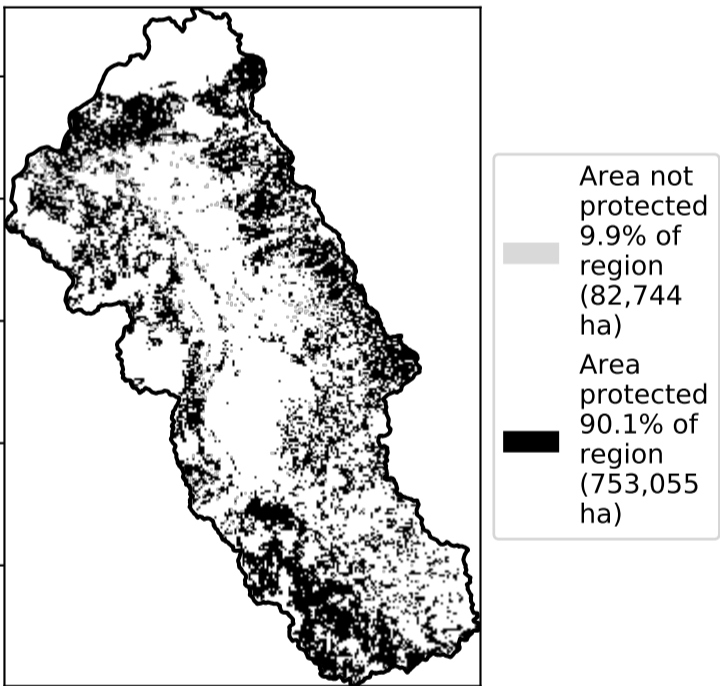 Area not
protected
9.9% of
region
(82,744
ha)
Area
protected
90.1% of
region
(753,055
ha)